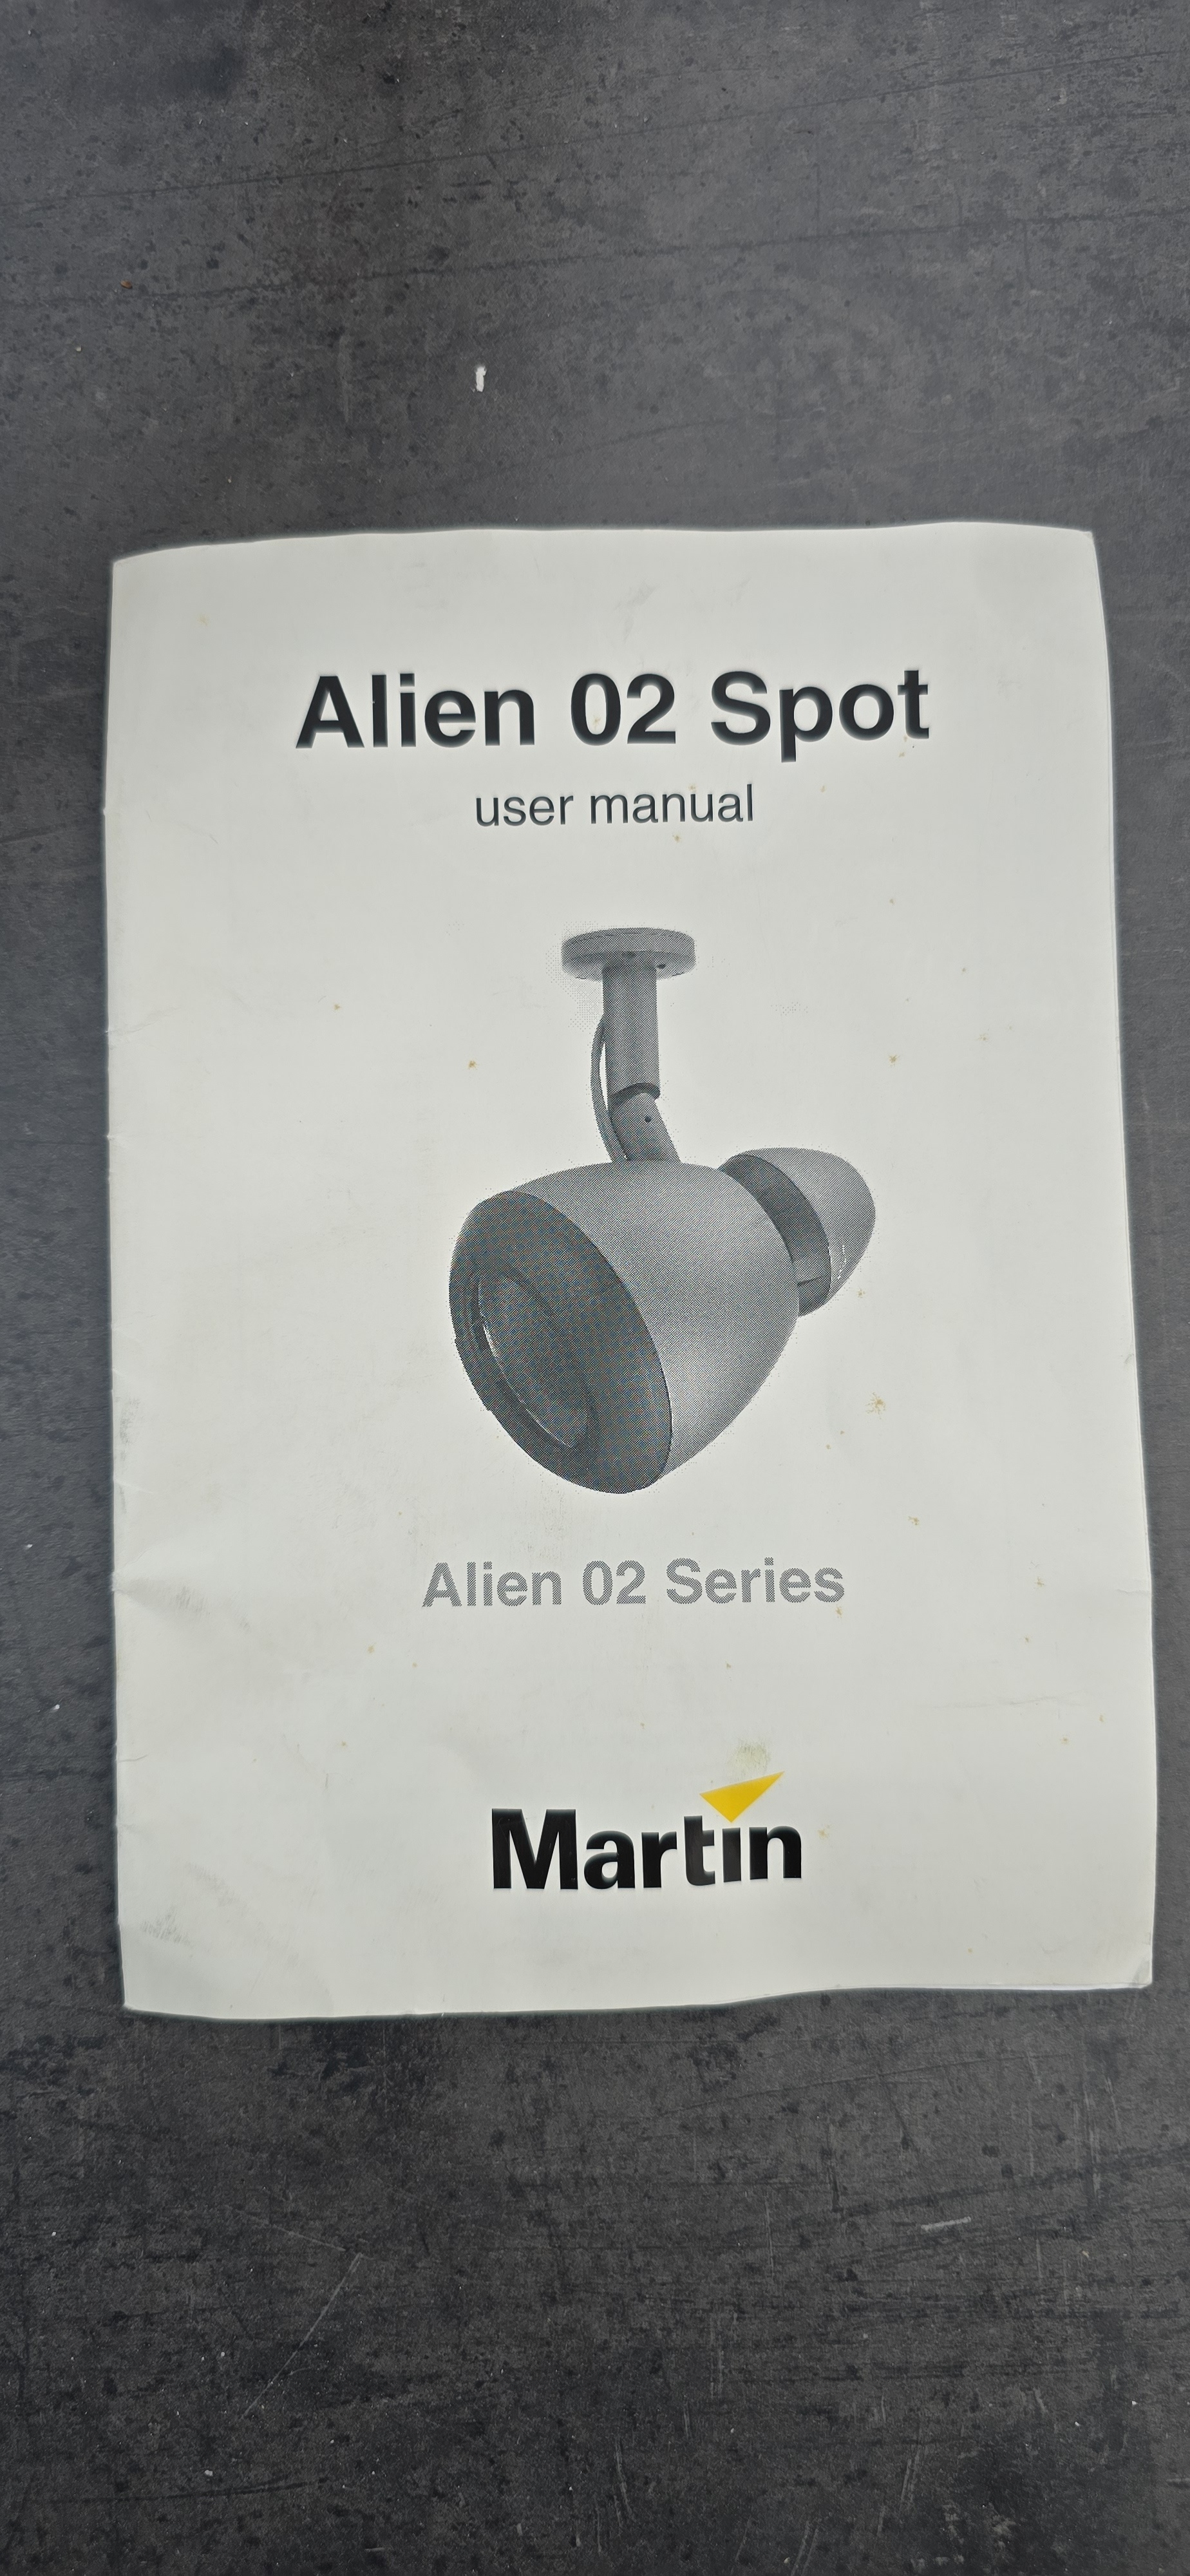 Alien 02 Spot
user manual
Alien 02 Series
Martin